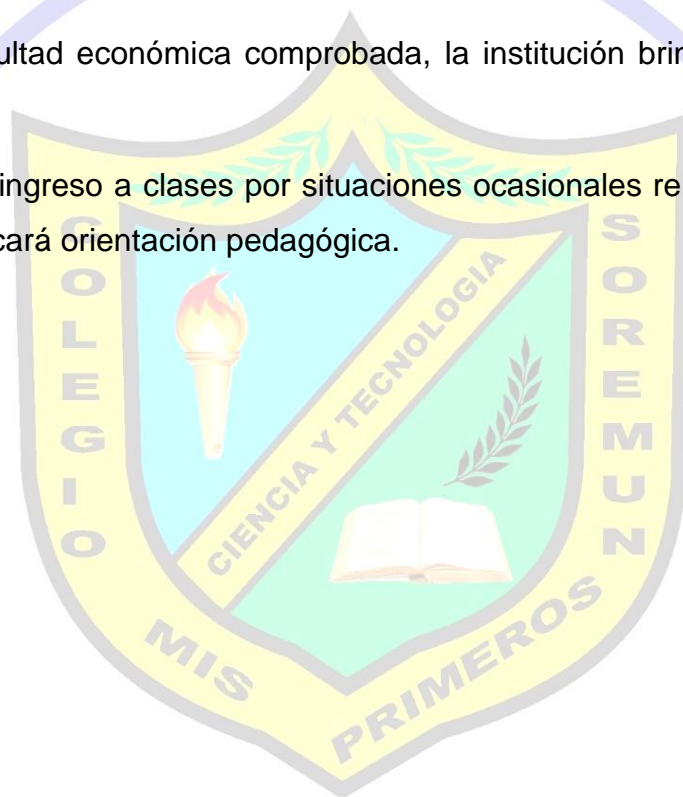 ultad económica comprobada, la institución brin
ingreso a clases por situaciones ocasionales re
cará orientación pedagógica.
COLEGIO
MIS
PRIMEROS
NUMEROS
CIENCIA Y TECNOLOGIA